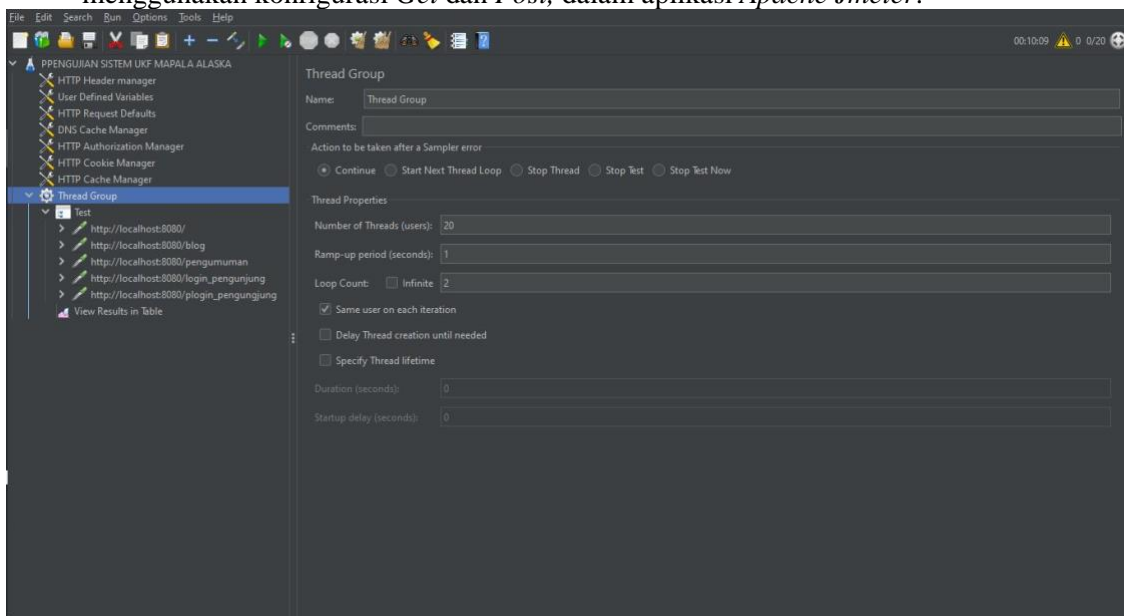 menggunakan konfigurasi Get dan Post, dalam aplikasi Apache Jmeter.
File Edit Search Run Options Tools Help
00:10:09 0 0/20
PPENGUJIAN SISTEM UKF MAPALA ALASKA
HTTP Header manager
User Defined Variables
HTTP Request Defaults
DNS Cache Manager
HTTP Authorization Manager
HTTP Cookie Manager
HTTP Cache Manager
Thread Group
Test
http://localhost:8080/
http://localhost:8080/blog
http://localhost:8080/pengumuman
http://localhost:8080/login_pengunjung
http://localhost:8080/plogin_pengungjung
View Results in Table
Thread Group
Name: Thread Group
Comments:
Action to be taken after a Sampler error
Continue Start Next Thread Loop Stop Thread Stop Test Stop Test Now
Thread Properties
Number of Threads (users): 20
Ramp-up period (seconds): 1
Loop Count: Infinite 2
Same user on each iteration
Delay Thread creation until needed
Specify Thread lifetime
Duration (seconds): 0
Startup delay (seconds): 0